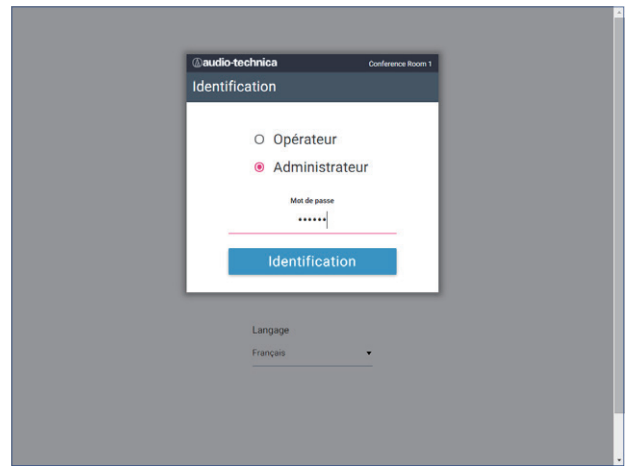 audio-technica
Conference Room 1
Identification
Opérateur
Administrateur
Mot de passe
••••••
Identification
Langage
Français